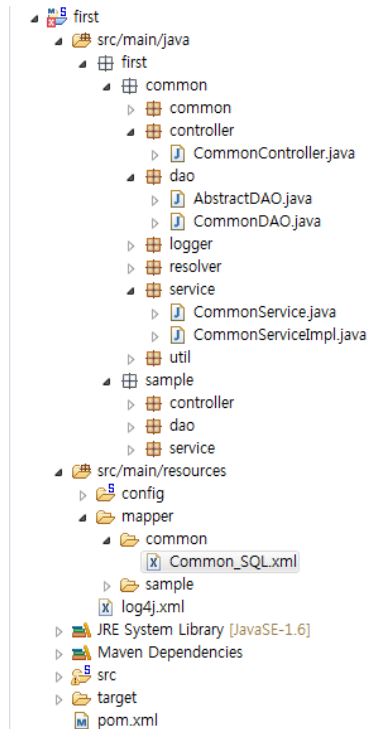 first
src/main/java
first
common
common
controller
CommonController.java
dao
AbstractDAO.java
CommonDAO.java
logger
resolver
service
CommonService.java
CommonServiceImpl.java
util
sample
controller
dao
service
src/main/resources
config
mapper
common
Common_SQL.xml
sample
log4j.xml
JRE System Library [JavaSE-1.6]
Maven Dependencies
src
target
pom.xml